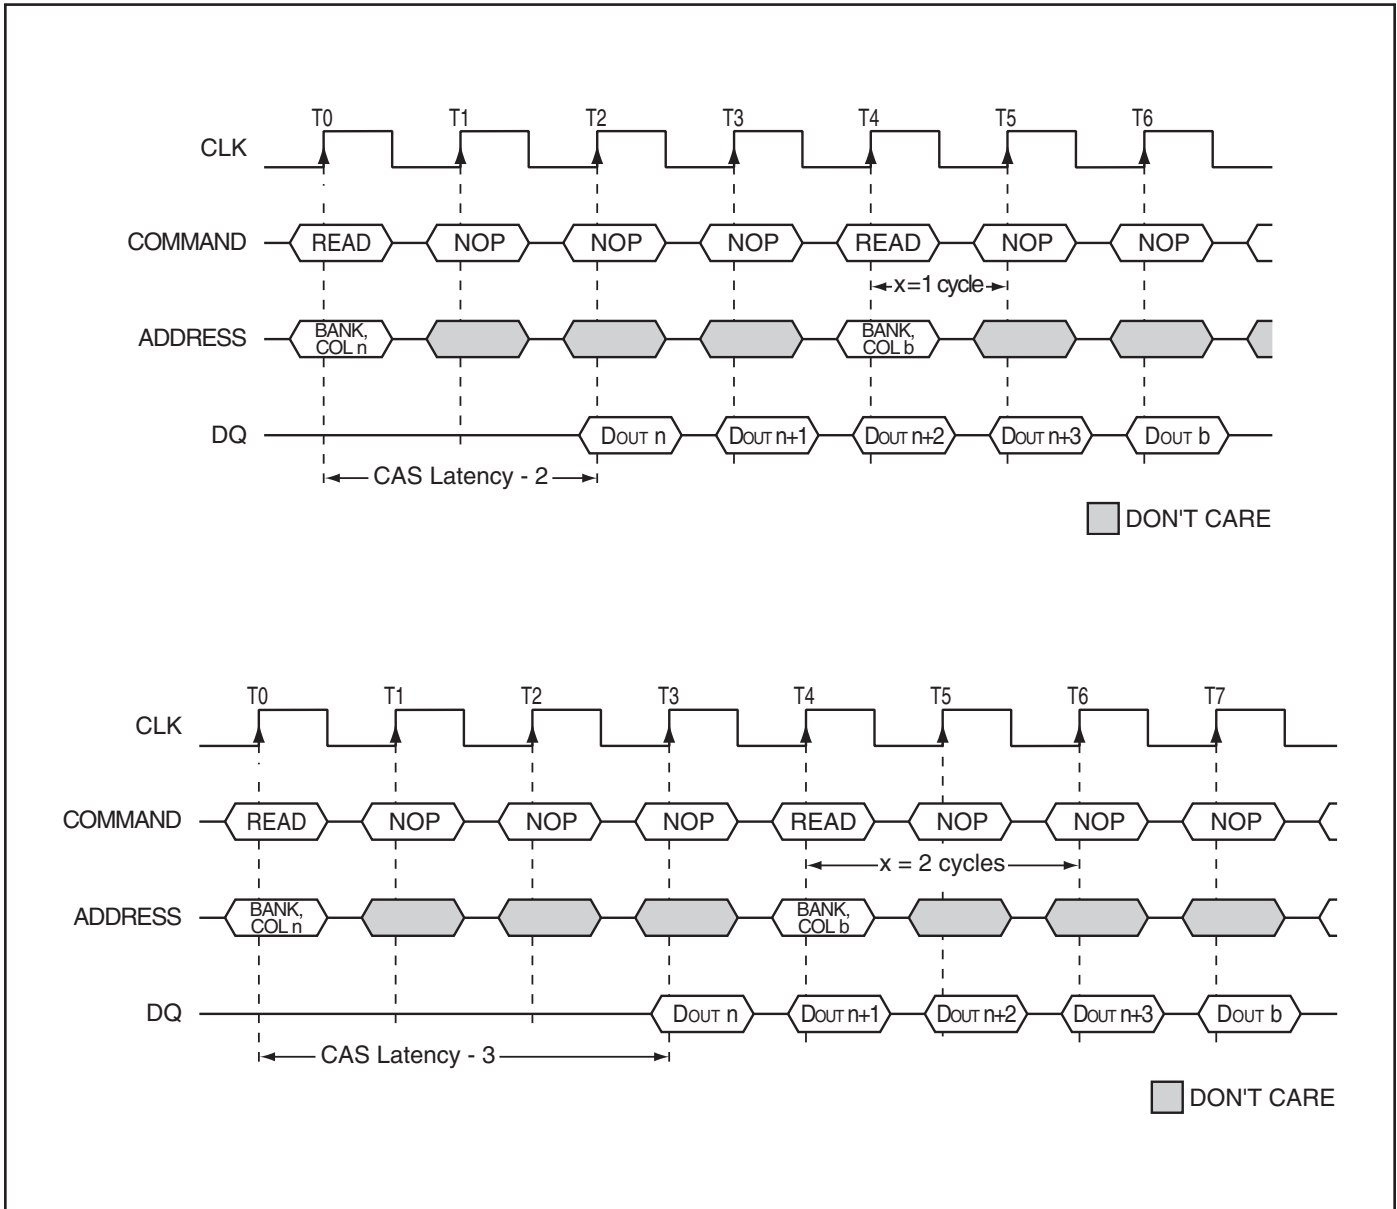 T0 T1 T2 T3 T4 T5 T6
CLK
COMMAND READ NOP NOP NOP READ NOP NOP
x=1 cycle
ADDRESS BANK, COL n BANK, COL b
DQ DOUT n DOUT n+1 DOUT n+2 DOUT n+3 DOUT b
CAS Latency - 2
DON'T CARE
T0 T1 T2 T3 T4 T5 T6 T7
CLK
COMMAND READ NOP NOP NOP READ NOP NOP NOP
x = 2 cycles
ADDRESS BANK, COL n BANK, COL b
DQ DOUT n DOUT n+1 DOUT n+2 DOUT n+3 DOUT b
CAS Latency - 3
DON'T CARE